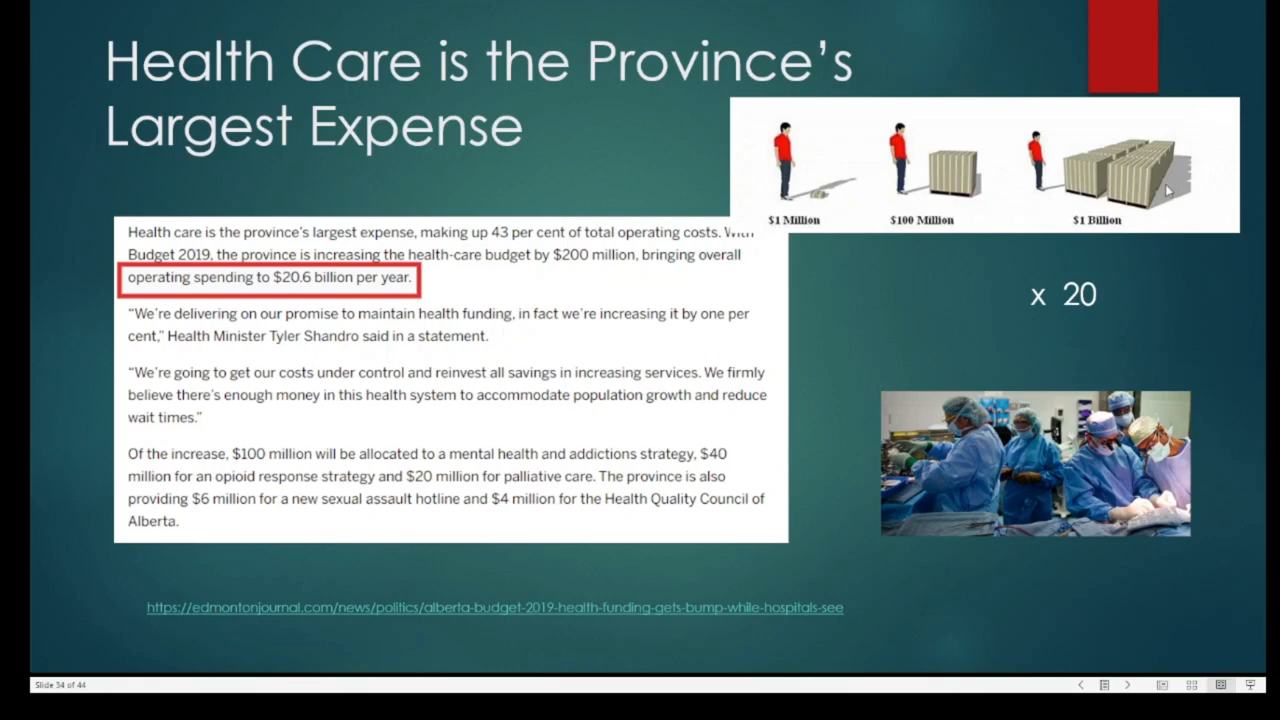 Health Care is the Province’s
Largest Expense
$1 Million
$100 Million
$1 Billion
Health care is the province’s largest expense, making up 43 per cent of total operating costs. With
Budget 2019, the province is increasing the health-care budget by $200 million, bringing overall
operating spending to $20.6 billion per year.
x 20
“We’re delivering on our promise to maintain health funding, in fact we’re increasing it by one per
cent,” Health Minister Tyler Shandro said in a statement.
“We’re going to get our costs under control and reinvest all savings in increasing services. We firmly
believe there’s enough money in this health system to accommodate population growth and reduce
wait times.”
Of the increase, $100 million will be allocated to a mental health and addictions strategy, $40
million for an opioid response strategy and $20 million for palliative care. The province is also
providing $6 million for a new sexual assault hotline and $4 million for the Health Quality Council of
Alberta.
https://edmontonjournal.com/news/politics/alberta-budget-2019-health-funding-gets-bump-while-hospitals-see
Slide 34 of 44